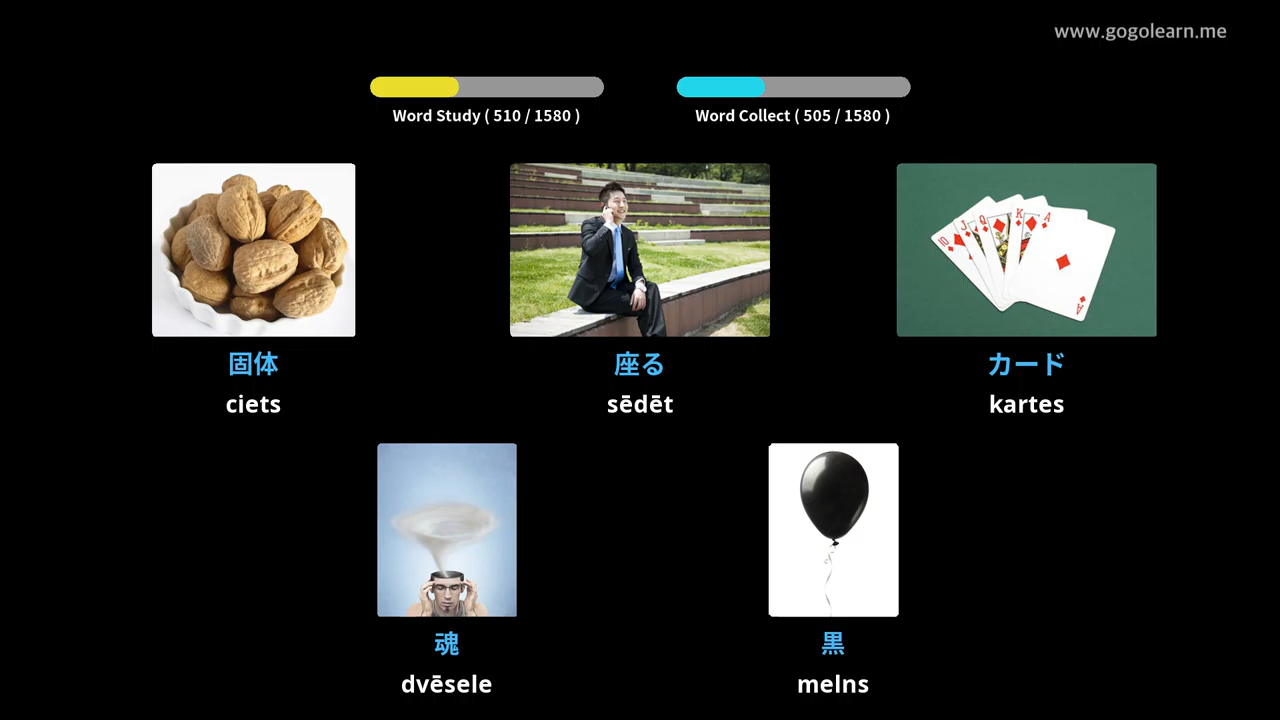 www.gogolearn.me
Word Study ( 510 / 1580 )
Word Collect ( 505 / 1580 )
固体
ciets
座る
sēdēt
カード
kartes
魂
dvēsele
黒
melns